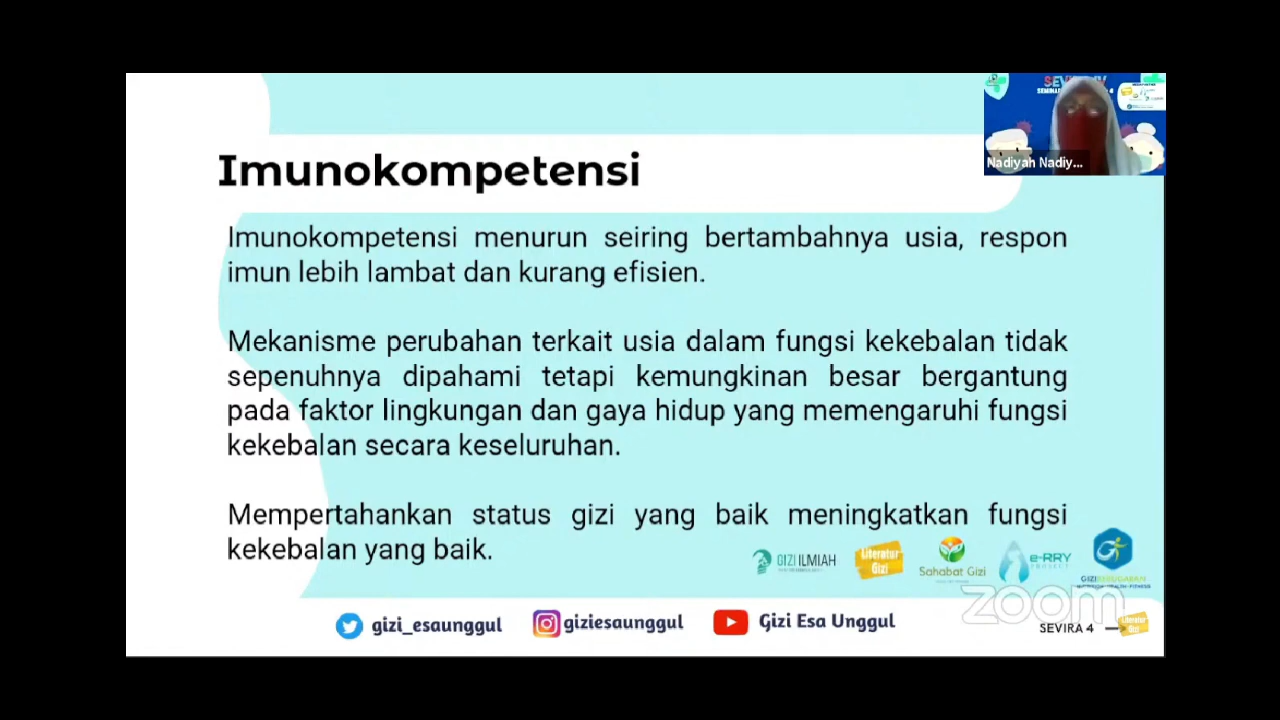 Imunokompetensi
Nadiyah Nadiy...
Imunokompetensi menurun seiring bertambahnya usia, respon
imun lebih lambat dan kurang efisien.
Mekanisme perubahan terkait usia dalam fungsi kekebalan tidak
sepenuhnya dipahami tetapi kemungkinan besar bergantung
pada faktor lingkungan dan gaya hidup yang memengaruhi fungsi
kekebalan secara keseluruhan.
Mempertahankan status gizi yang baik meningkatkan fungsi
kekebalan yang baik.
GIZI ILMIAH
Literatur
Gizi
Sahabat Gizi
e-RRY
PROJECT
zoom
gizi_esaunggul
giziesaunggul
Gizi Esa Unggul
SEVIRA 4
Literatur
Gizi